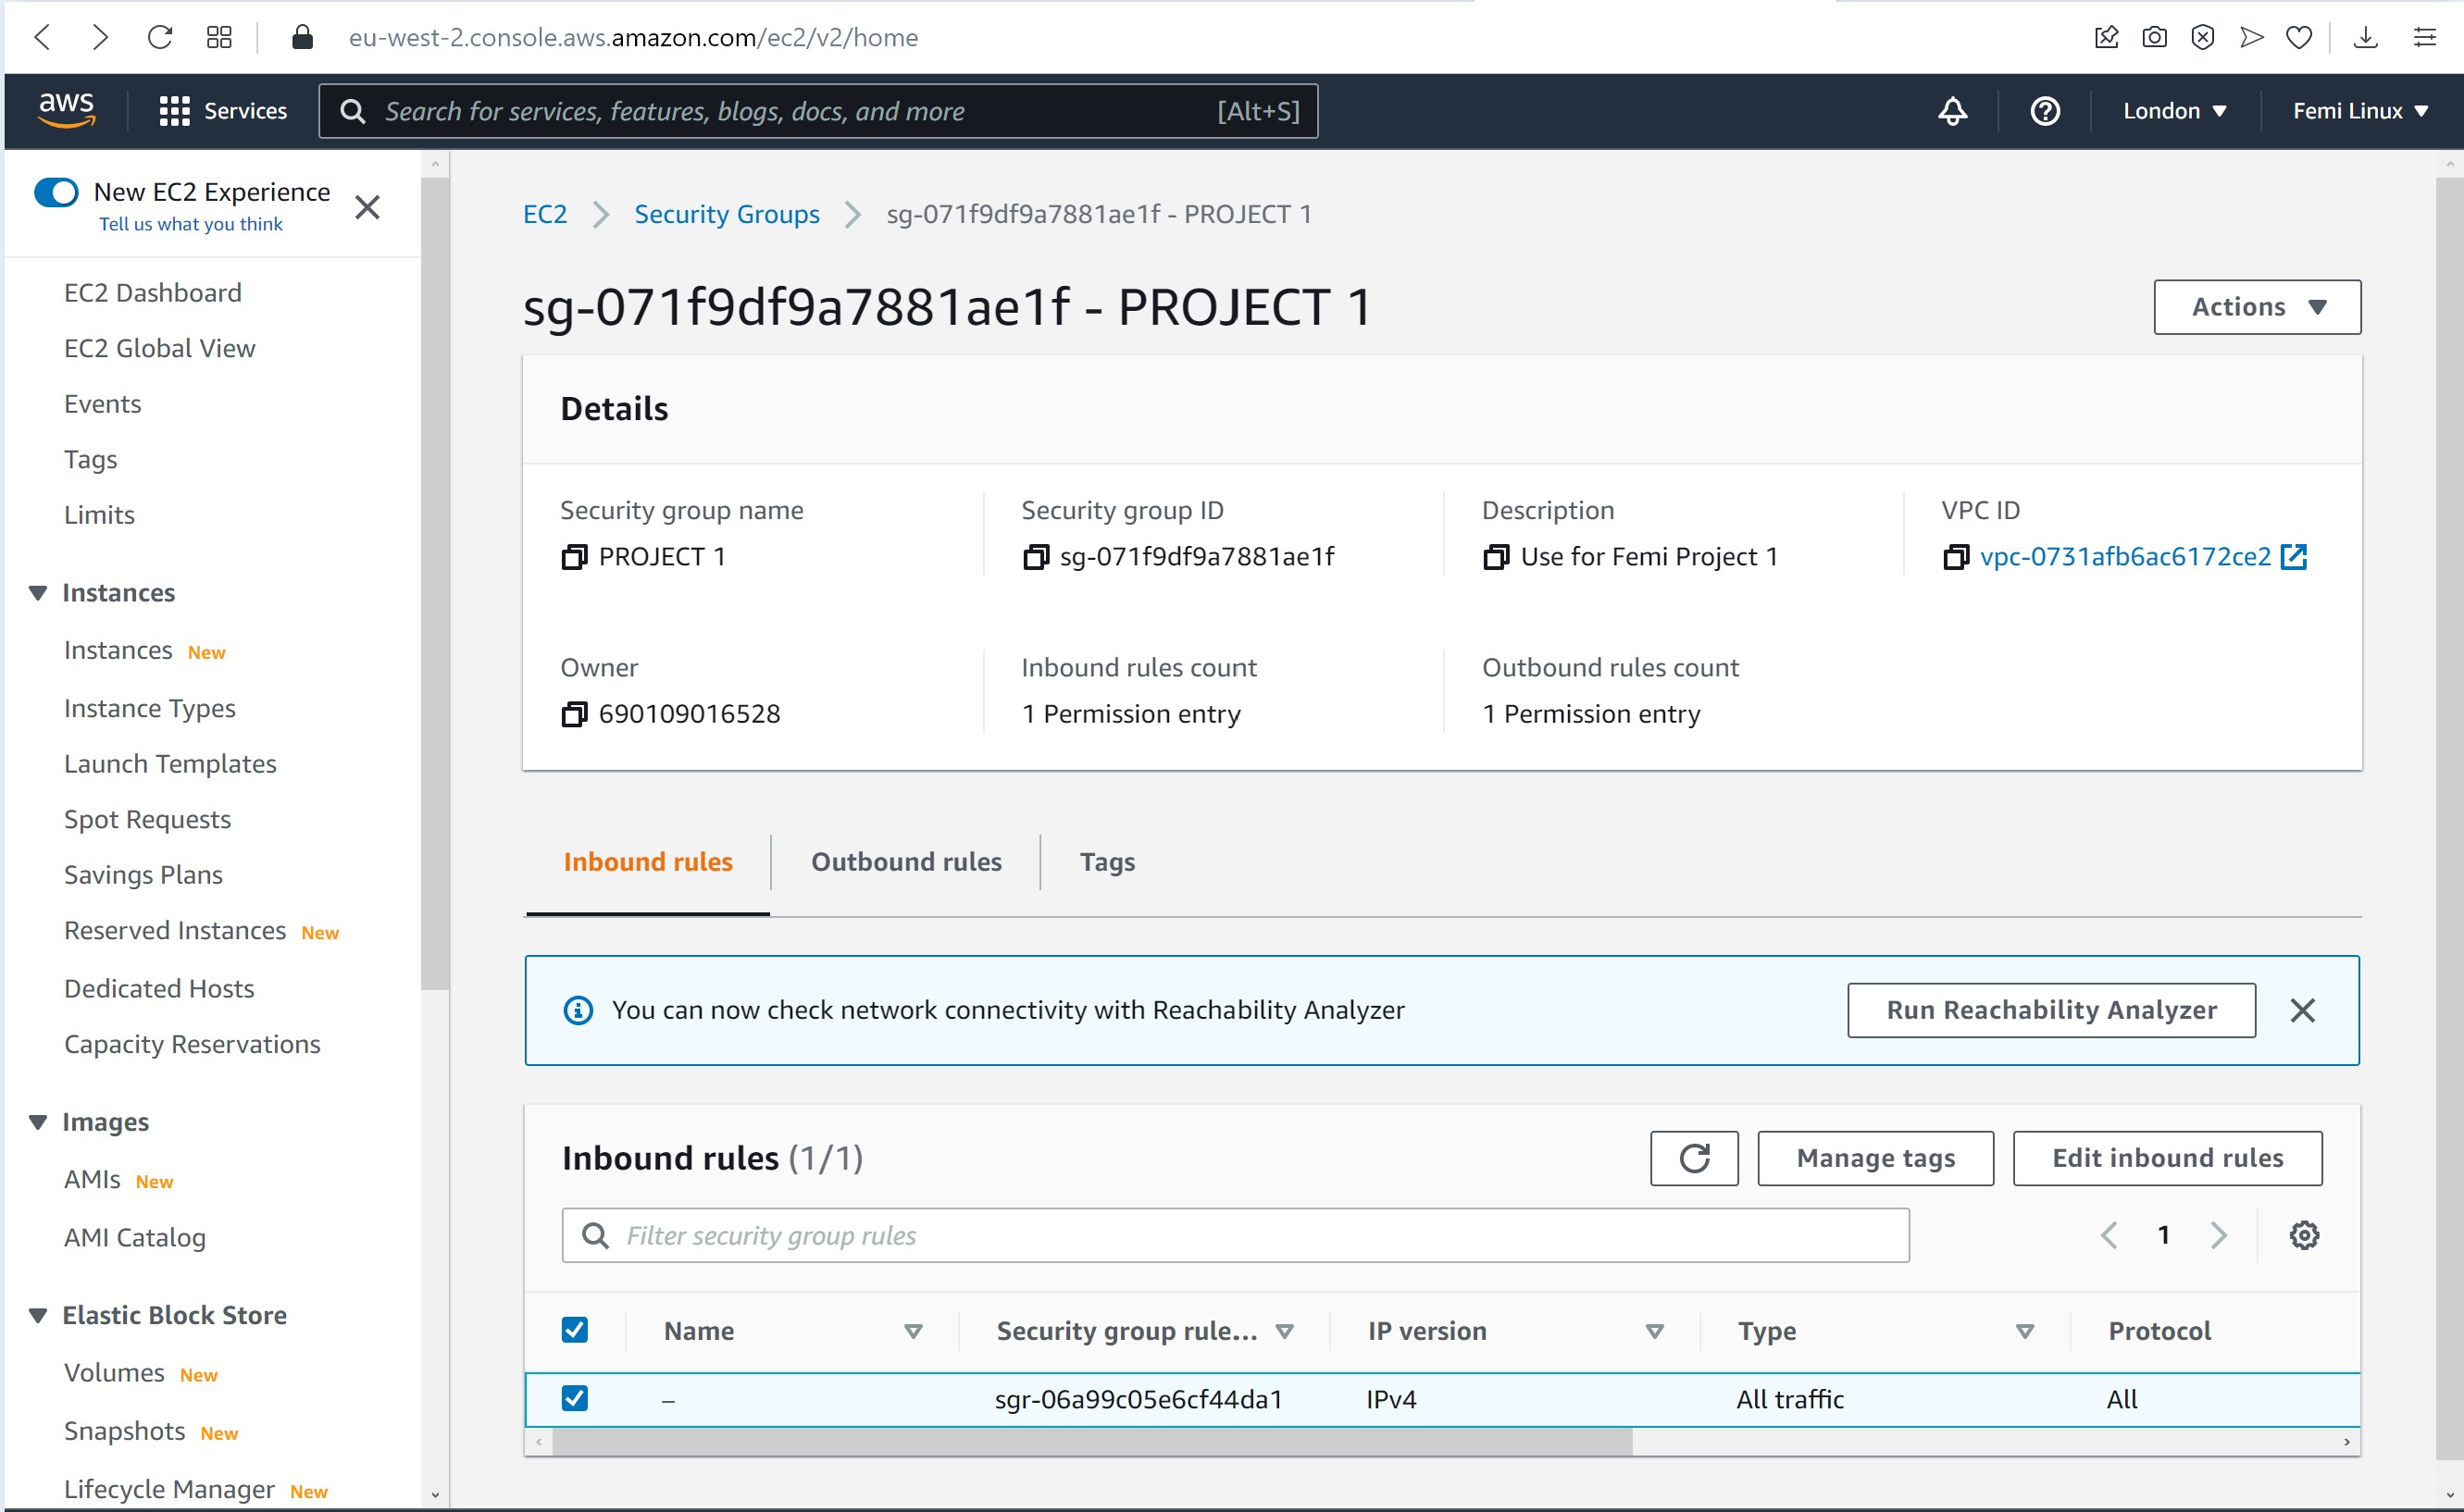 eu-west-2.console.aws.amazon.com/ec2/v2/home
aws Services Search for services, features, blogs, docs, and more [Alt+S] London Femi Linux
New EC2 Experience
Tell us what you think
EC2 Dashboard
EC2 Global View
Events
Tags
Limits
Instances
Instances New
Instance Types
Launch Templates
Spot Requests
Savings Plans
Reserved Instances New
Dedicated Hosts
Capacity Reservations
Images
AMIs New
AMI Catalog
Elastic Block Store
Volumes New
Snapshots New
Lifecycle Manager New
EC2 Security Groups sg-071f9df9a7881ae1f - PROJECT 1
sg-071f9df9a7881ae1f - PROJECT 1
Actions
Details
Security group name Security group ID Description VPC ID
PROJECT 1 sg-071f9df9a7881ae1f Use for Femi Project 1 vpc-0731afb6ac6172ce2
Owner Inbound rules count Outbound rules count
690109016528 1 Permission entry 1 Permission entry
Inbound rules Outbound rules Tags
You can now check network connectivity with Reachability Analyzer Run Reachability Analyzer
Inbound rules (1/1) Manage tags Edit inbound rules
Filter security group rules 1
Name Security group rule... IP version Type Protocol
– sgr-06a99c05e6cf44da1 IPv4 All traffic All